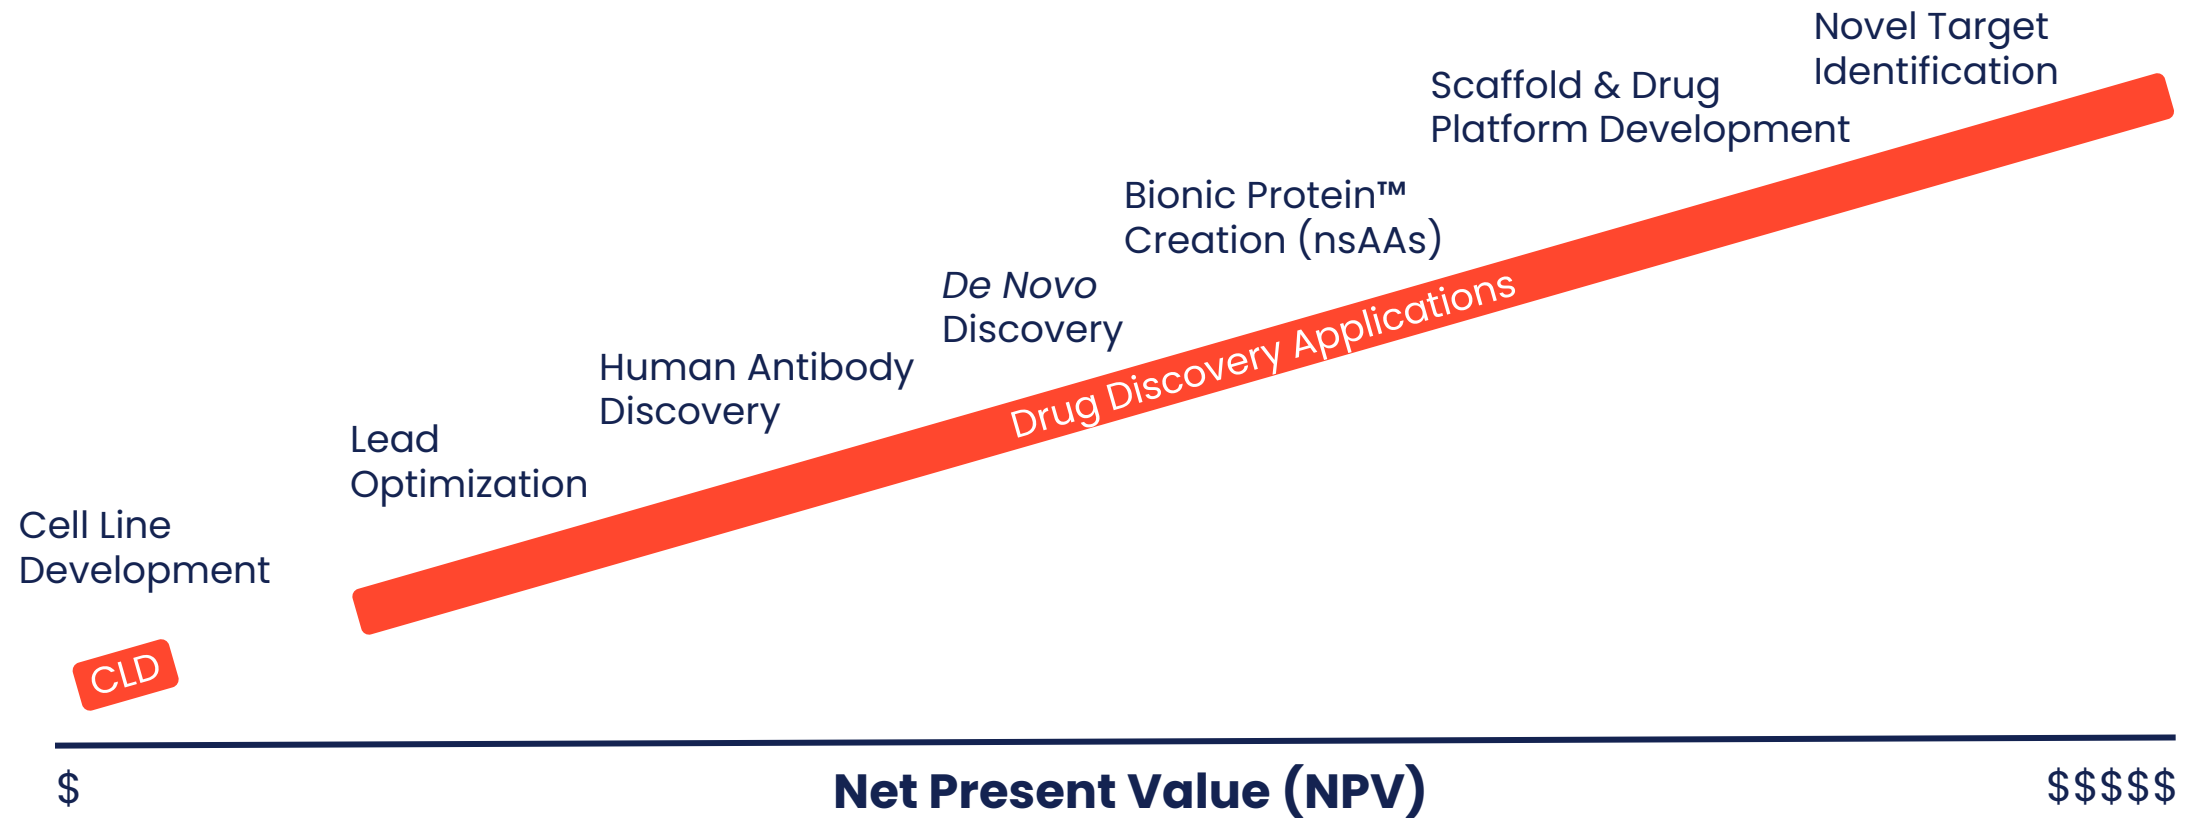 Novel Target
Identification
Scaffold & Drug
Platform Development
Bionic Protein™
Creation (nsAAs)
De Novo
Discovery
Human Antibody
Discovery
Lead
Optimization
Cell Line
Development
Drug Discovery Applications
CLD
$
Net Present Value (NPV)
$$$$$